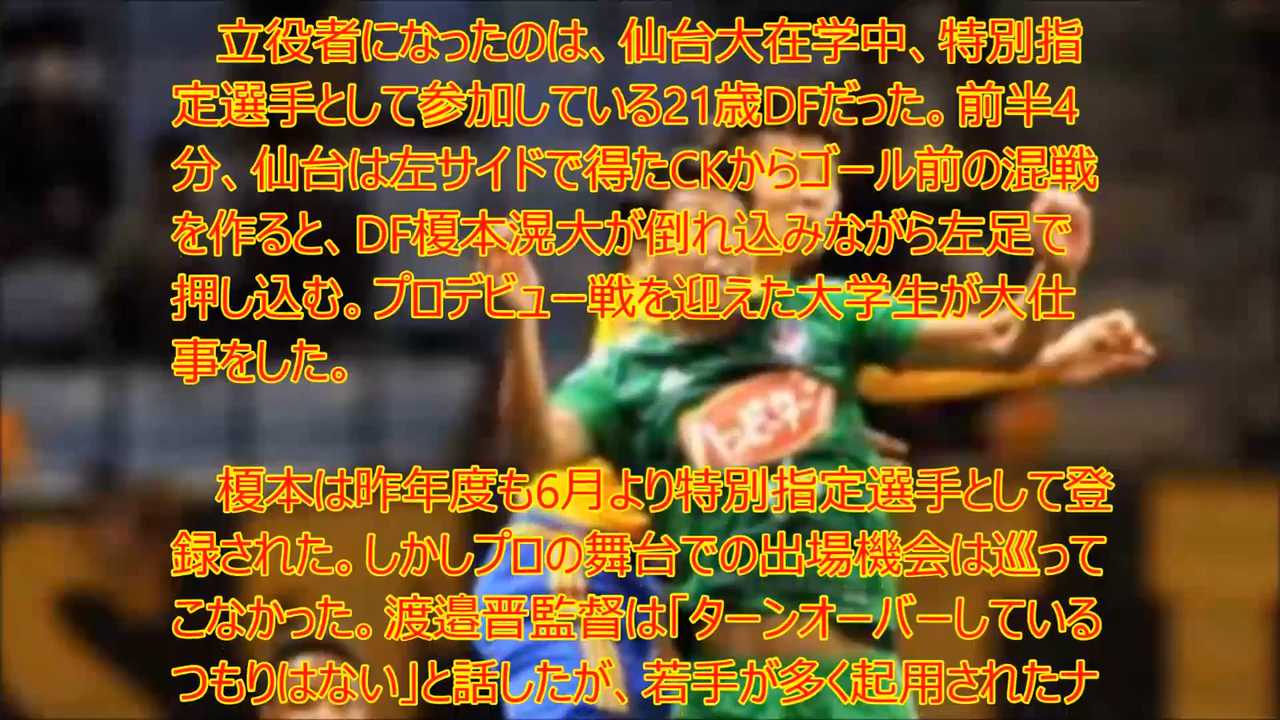 立役者になったのは、仙台大在学中、特別指
定選手として参加している21歳DFだった。前半4
分、仙台は左サイドで得たCKからゴール前の混戦
を作ると、DF榎本滉大が倒れ込みながら左足で
押し込む。プロデビュー戦を迎えた大学生が大仕
事をした。
榎本は昨年度も6月より特別指定選手として登
録された。しかしプロの舞台での出場機会は巡って
こなかった。渡邉晋監督は「ターンオーバーしている
つもりはない」と話したが、若手が多く起用されたナ
ハッピーターン